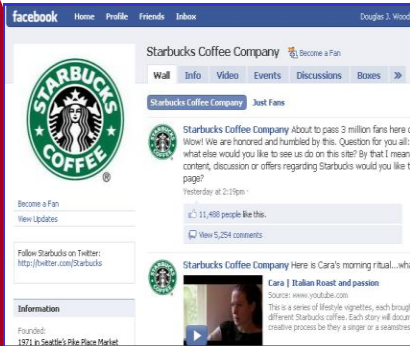 facebook Home Profile Friends Inbox Douglas J. Wood
Starbucks Coffee Company Become a Fan
Wall Info Video Events Discussions Boxes »
Starbucks Coffee Company Just Fans
STARBUCKS
COFFEE
®
Become a Fan
View Updates
Follow Starbucks on Twitter:
http://twitter.com/Starbucks
Information
Founded:
1971 in Seattle's Pike Place Market
Starbucks Coffee Company About to pass 3 million fans here
Wow! We are honored and humbled by this. Question for you all:
what else would you like to see us do on this site? By that I mean
content, discussion or offers regarding Starbucks would you like
page?
Yesterday at 2:19pm ·
11,488 people like this.
View 5,254 comments
Starbucks Coffee Company Here is Cara's morning ritual...
Cara | Italian Roast and passion
Source: www.youtube.com
This is a series of lifestyle vignettes, each
different Starbucks coffee. Each story will
creative process be they a singer or a